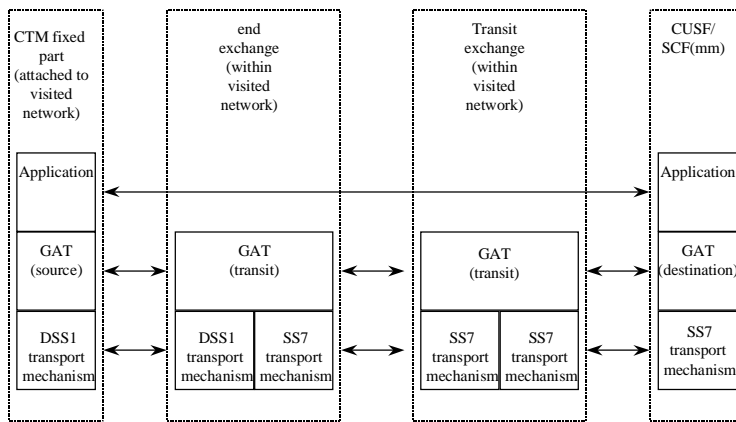 CTM fixed
part
(attached to
visited
network)
end
exchange
(within
visited
network)
Transit
exchange
(within
visited
network)
CUSF/
SCF(mm)
Application
Application
GAT
(source)
GAT
(transit)
GAT
(transit)
GAT
(destination)
DSS1
transport
mechanism
DSS1
transport
mechanism
SS7
transport
mechanism
SS7
transport
mechanism
SS7
transport
mechanism
SS7
transport
mechanism